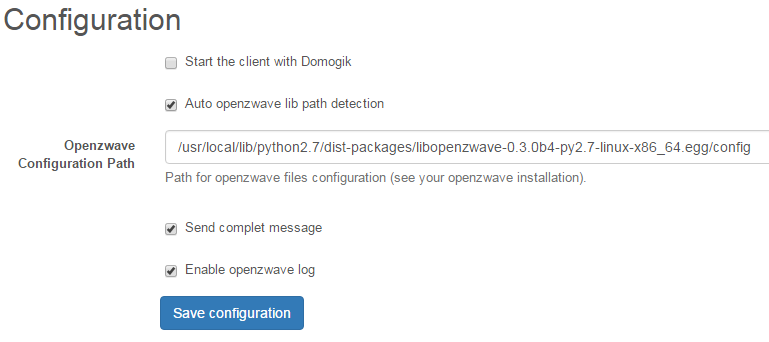 Configuration
Start the client with Domogik
Auto openzwave lib path detection
Openzwave
Configuration Path
/usr/local/lib/python2.7/dist-packages/libopenzwave-0.3.0b4-py2.7-linux-x86_64.egg/config
Path for openzwave files configuration (see your openzwave installation).
Send complet message
Enable openzwave log
Save configuration